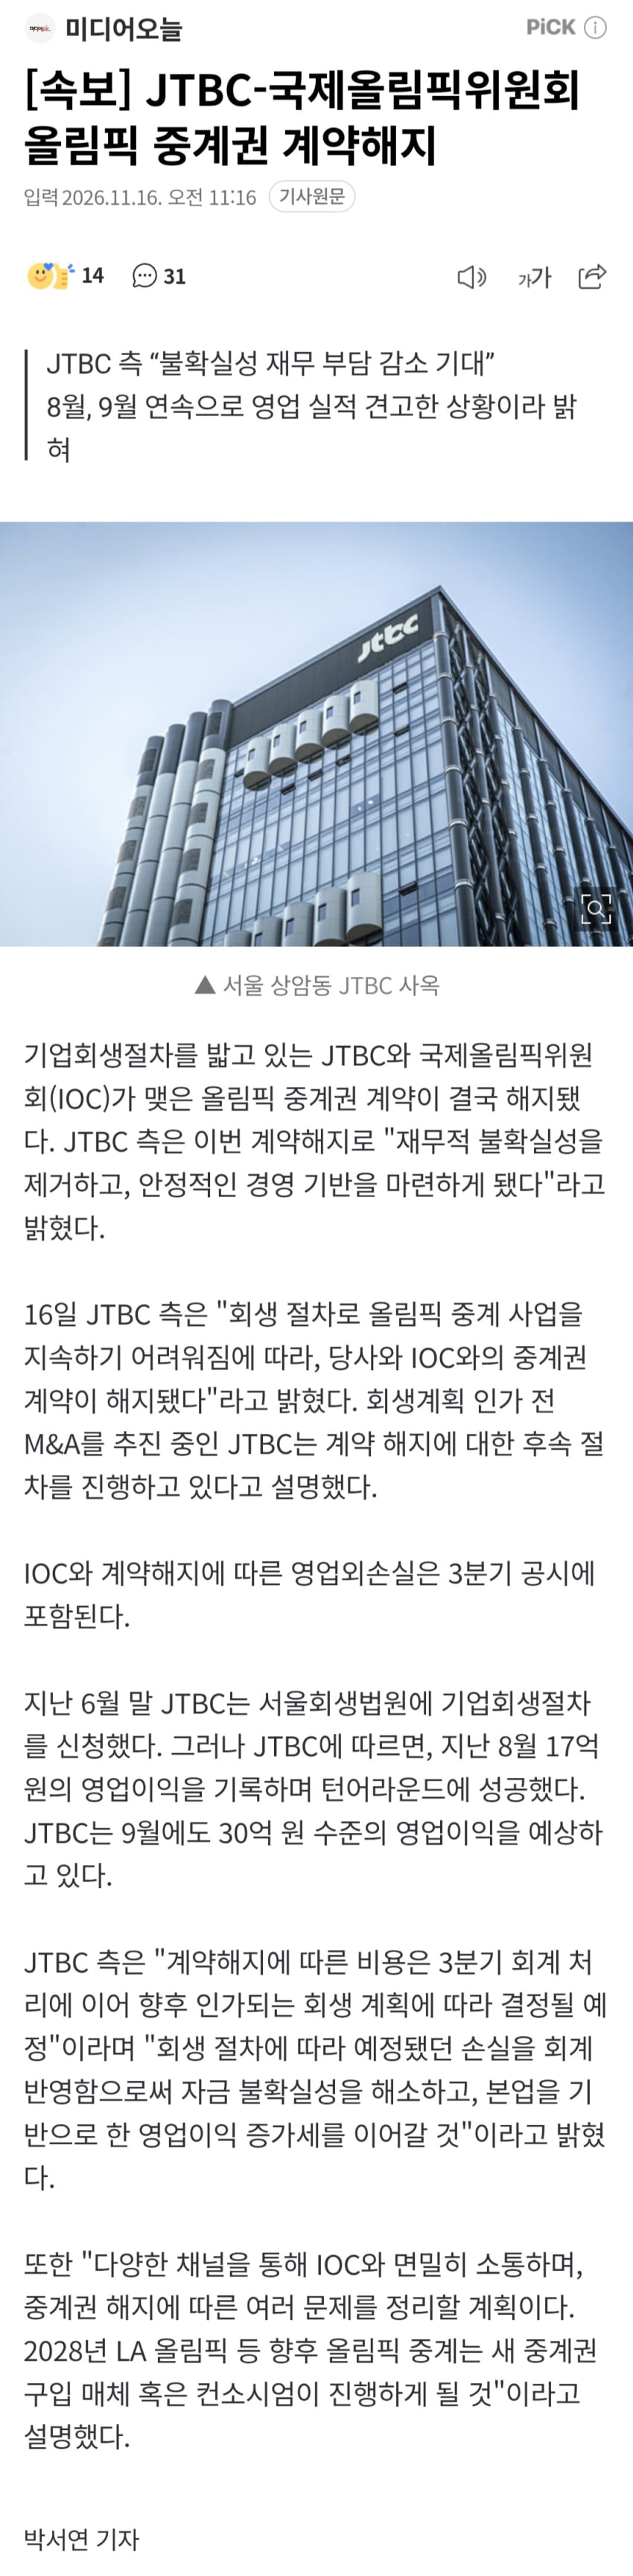 미디어오늘
PiCK
[속보] JTBC-국제올림픽위원회
올림픽 중계권 계약해지
입력 2026.11.16. 오전 11:16 기사원문
14 31
가가
JTBC 측 “불확실성 재무 부담 감소 기대”
8월, 9월 연속으로 영업 실적 견고한 상황이라 밝
혀
jtbc
▲ 서울 상암동 JTBC 사옥
기업회생절차를 밟고 있는 JTBC와 국제올림픽위원
회(IOC)가 맺은 올림픽 중계권 계약이 결국 해지됐
다. JTBC 측은 이번 계약해지로 "재무적 불확실성을
제거하고, 안정적인 경영 기반을 마련하게 됐다"라고
밝혔다.
16일 JTBC 측은 "회생 절차로 올림픽 중계 사업을
지속하기 어려워짐에 따라, 당사와 IOC와의 중계권
계약이 해지됐다"라고 밝혔다. 회생계획 인가 전
M&A를 추진 중인 JTBC는 계약 해지에 대한 후속 절
차를 진행하고 있다고 설명했다.
IOC와 계약해지에 따른 영업외손실은 3분기 공시에
포함된다.
지난 6월 말 JTBC는 서울회생법원에 기업회생절차
를 신청했다. 그러나 JTBC에 따르면, 지난 8월 17억
원의 영업이익을 기록하며 턴어라운드에 성공했다.
JTBC는 9월에도 30억 원 수준의 영업이익을 예상하
고 있다.
JTBC 측은 "계약해지에 따른 비용은 3분기 회계 처
리에 이어 향후 인가되는 회생 계획에 따라 결정될 예
정"이라며 "회생 절차에 따라 예정됐던 손실을 회계
반영함으로써 자금 불확실성을 해소하고, 본업을 기
반으로 한 영업이익 증가세를 이어갈 것"이라고 밝혔
다.
또한 "다양한 채널을 통해 IOC와 면밀히 소통하며,
중계권 해지에 따른 여러 문제를 정리할 계획이다.
2028년 LA 올림픽 등 향후 올림픽 중계는 새 중계권
구입 매체 혹은 컨소시엄이 진행하게 될 것"이라고
설명했다.
박서연 기자